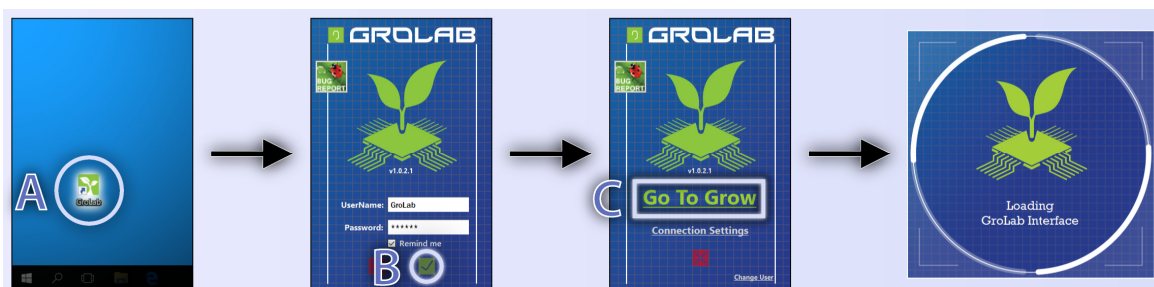 A
GroLab
GROLAB
BUG
REPORT
v1.0.2.1
UserName: GroLab
Password: ******
Remind me
B
GROLAB
BUG
REPORT
v1.0.2.1
C
Go To Grow
Connection Settings
Change User
Loading
GroLab Interface